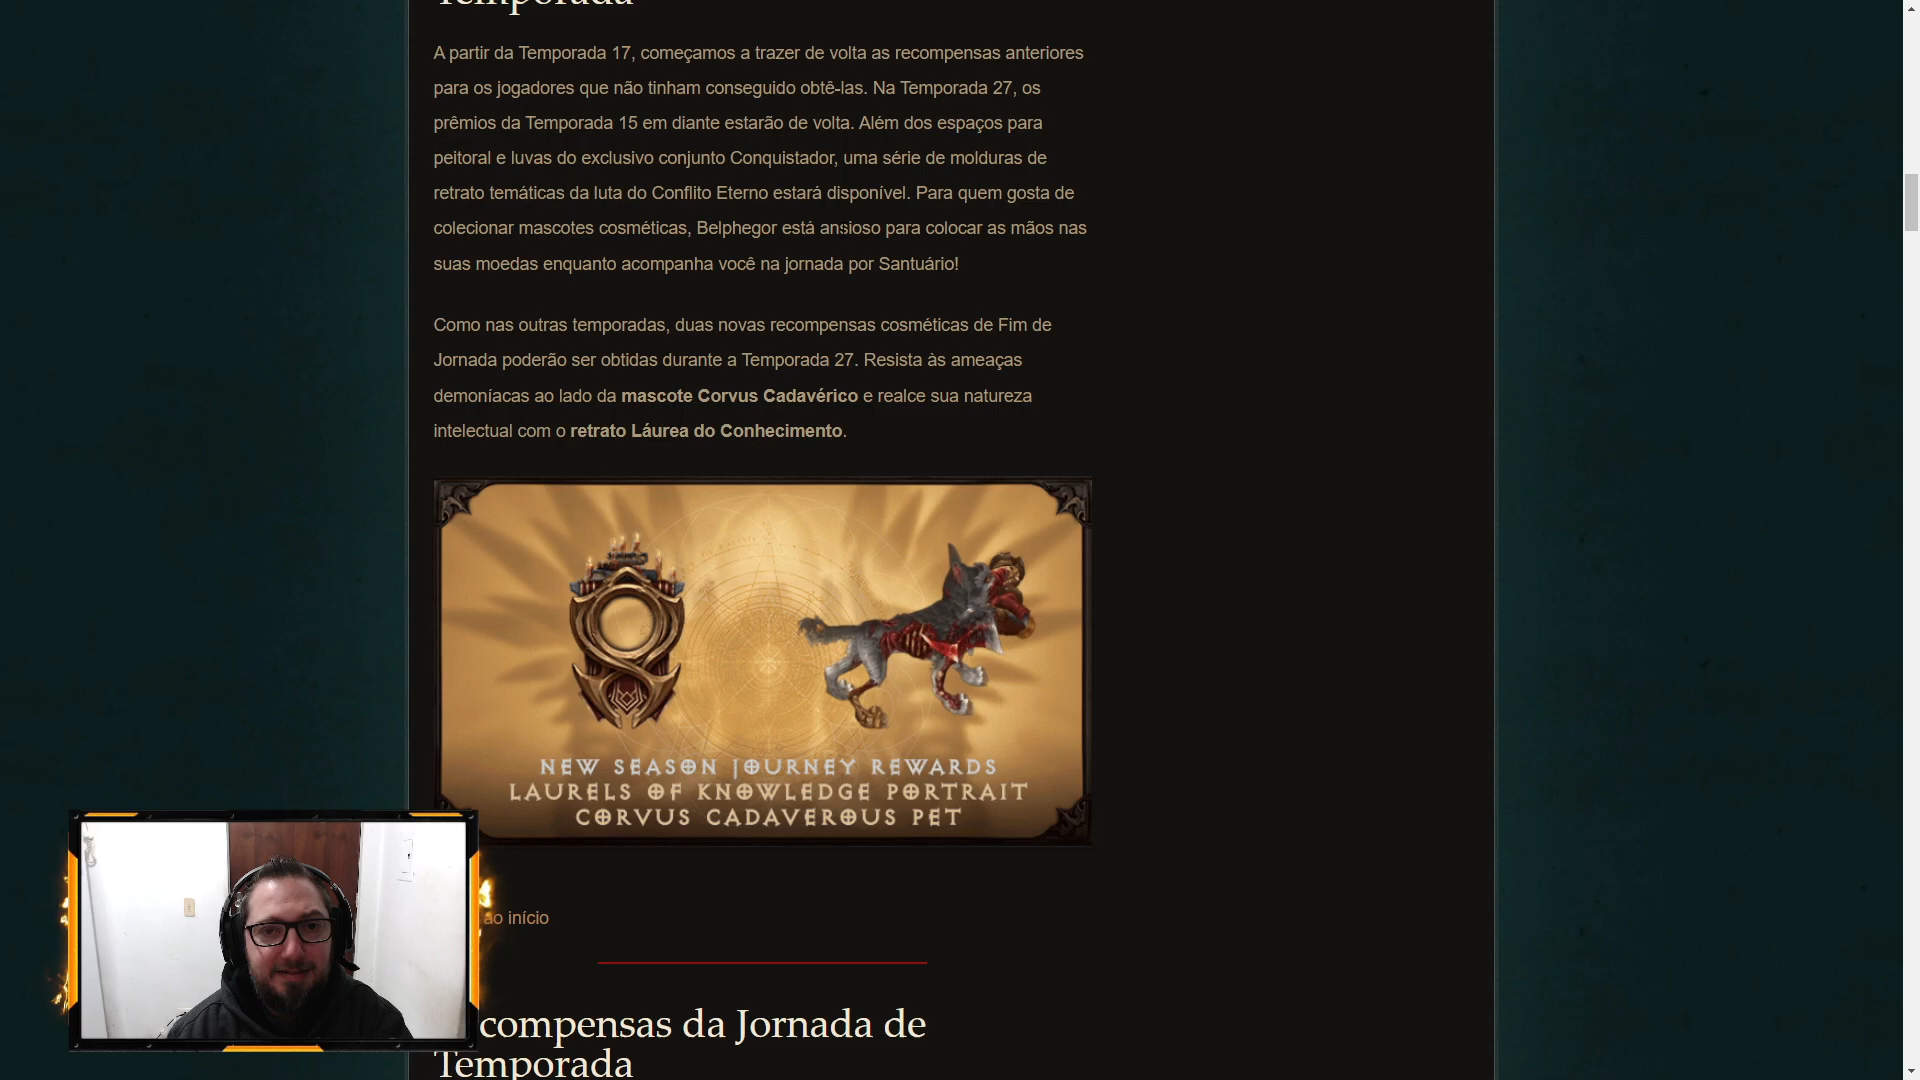 Temporada
A partir da Temporada 17, começamos a trazer de volta as recompensas anteriores
para os jogadores que não tinham conseguido obtê-las. Na Temporada 27, os
prêmios da Temporada 15 em diante estarão de volta. Além dos espaços para
peitoral e luvas do exclusivo conjunto Conquistador, uma série de molduras de
retrato temáticas da luta do Conflito Eterno estará disponível. Para quem gosta de
colecionar mascotes cosméticas, Belphegor está ansioso para colocar as mãos nas
suas moedas enquanto acompanha você na jornada por Santuário!
Como nas outras temporadas, duas novas recompensas cosméticas de Fim de
Jornada poderão ser obtidas durante a Temporada 27. Resista às ameaças
demoníacas ao lado da mascote Corvus Cadavérico e realce sua natureza
intelectual com o retrato Láurea do Conhecimento.
NEW SEASON JOURNEY REWARDS
LAURELS OF KNOWLEDGE PORTRAIT
CORVUS CADAVEROUS PET
ao início
compensas da Jornada de
Temporada